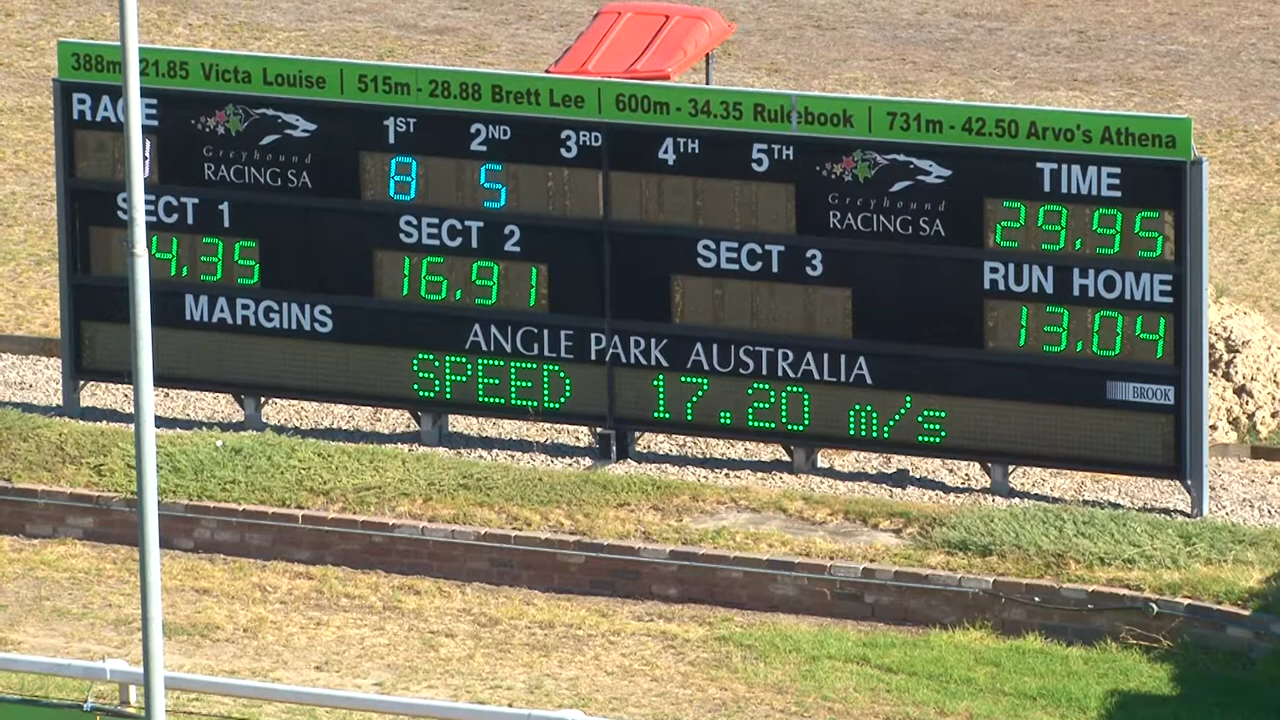 388m 21.85 Victa Louise | 515m - 28.88 Brett Lee | 600m - 34.35 Rulebook | 731m - 42.50 Arvo's Athena
RACE
Greyhound
RACING SA
1ST 2ND 3RD 4TH 5TH
8 5
Greyhound
RACING SA
TIME
29.95
SECT 1
4.35
SECT 2
16.91
SECT 3
RUN HOME
13.04
MARGINS
ANGLE PARK AUSTRALIA
BROOK
SPEED 17.20 m/s